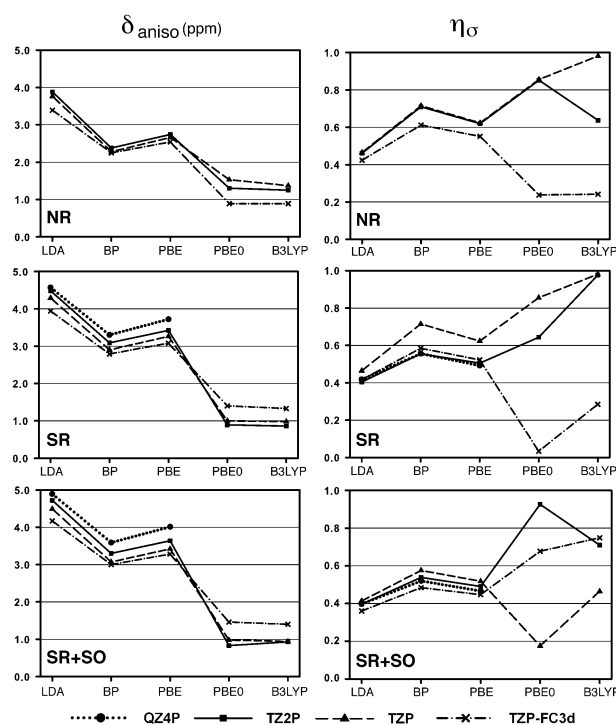 δ aniso (ppm)
ησ
5.0
4.0
3.0
2.0
1.0
0.0
NR
LDA BP PBE PBE0 B3LYP
1.0
0.8
0.6
0.4
0.2
0.0
NR
LDA BP PBE PBE0 B3LYP
5.0
4.0
3.0
2.0
1.0
0.0
SR
LDA BP PBE PBE0 B3LYP
1.0
0.8
0.6
0.4
0.2
0.0
SR
LDA BP PBE PBE0 B3LYP
5.0
4.0
3.0
2.0
1.0
0.0
SR+SO
LDA BP PBE PBE0 B3LYP
1.0
0.8
0.6
0.4
0.2
0.0
SR+SO
LDA BP PBE PBE0 B3LYP
QZ4P TZ2P TZP TZP-FC3d